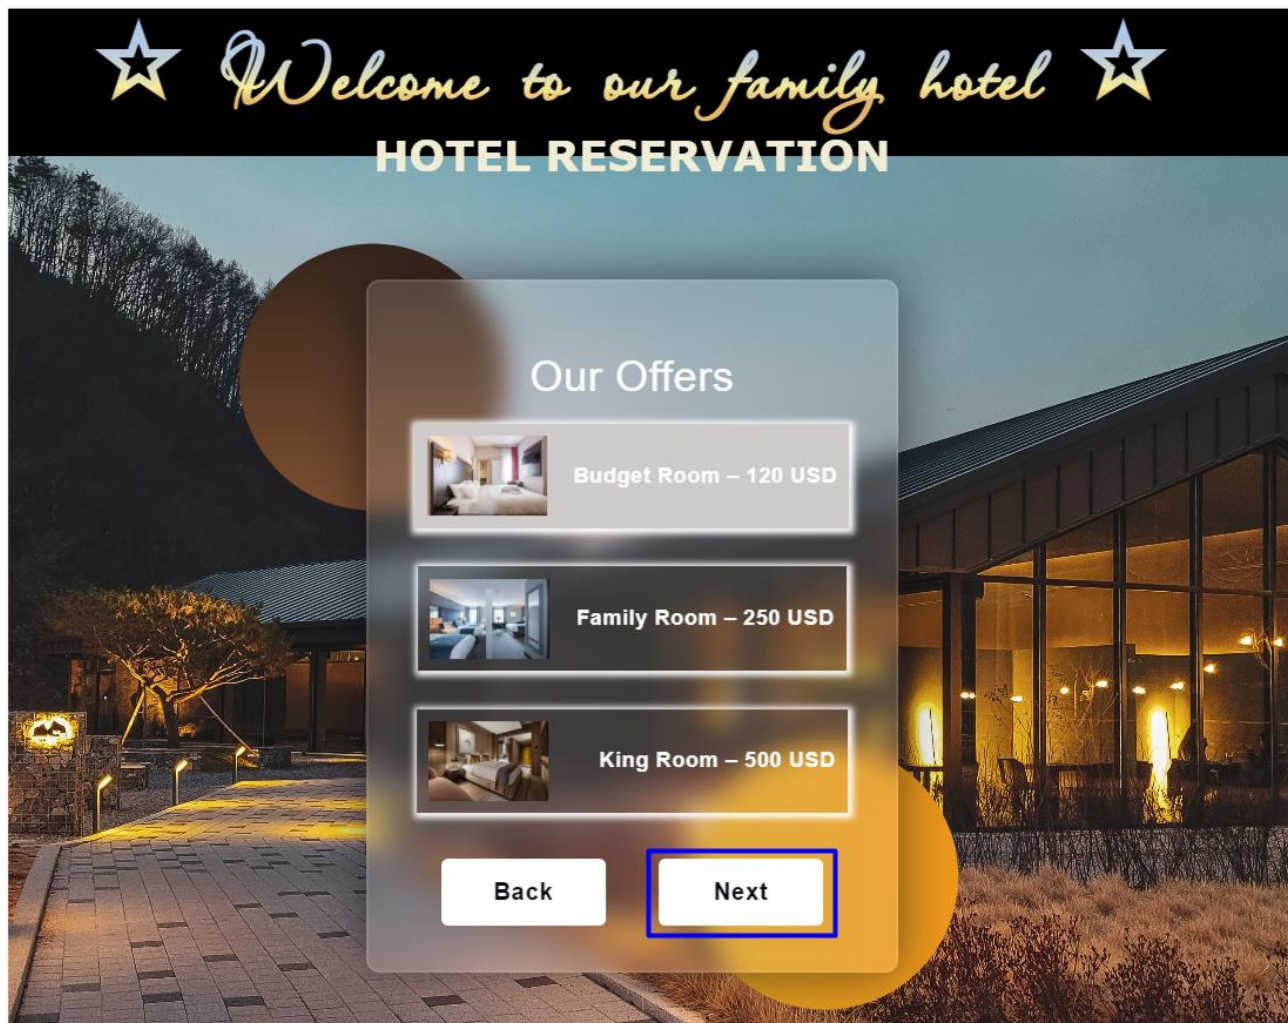 Welcome to our family hotel
HOTEL RESERVATION
Our Offers
Budget Room – 120 USD
Family Room – 250 USD
King Room – 500 USD
Back
Next